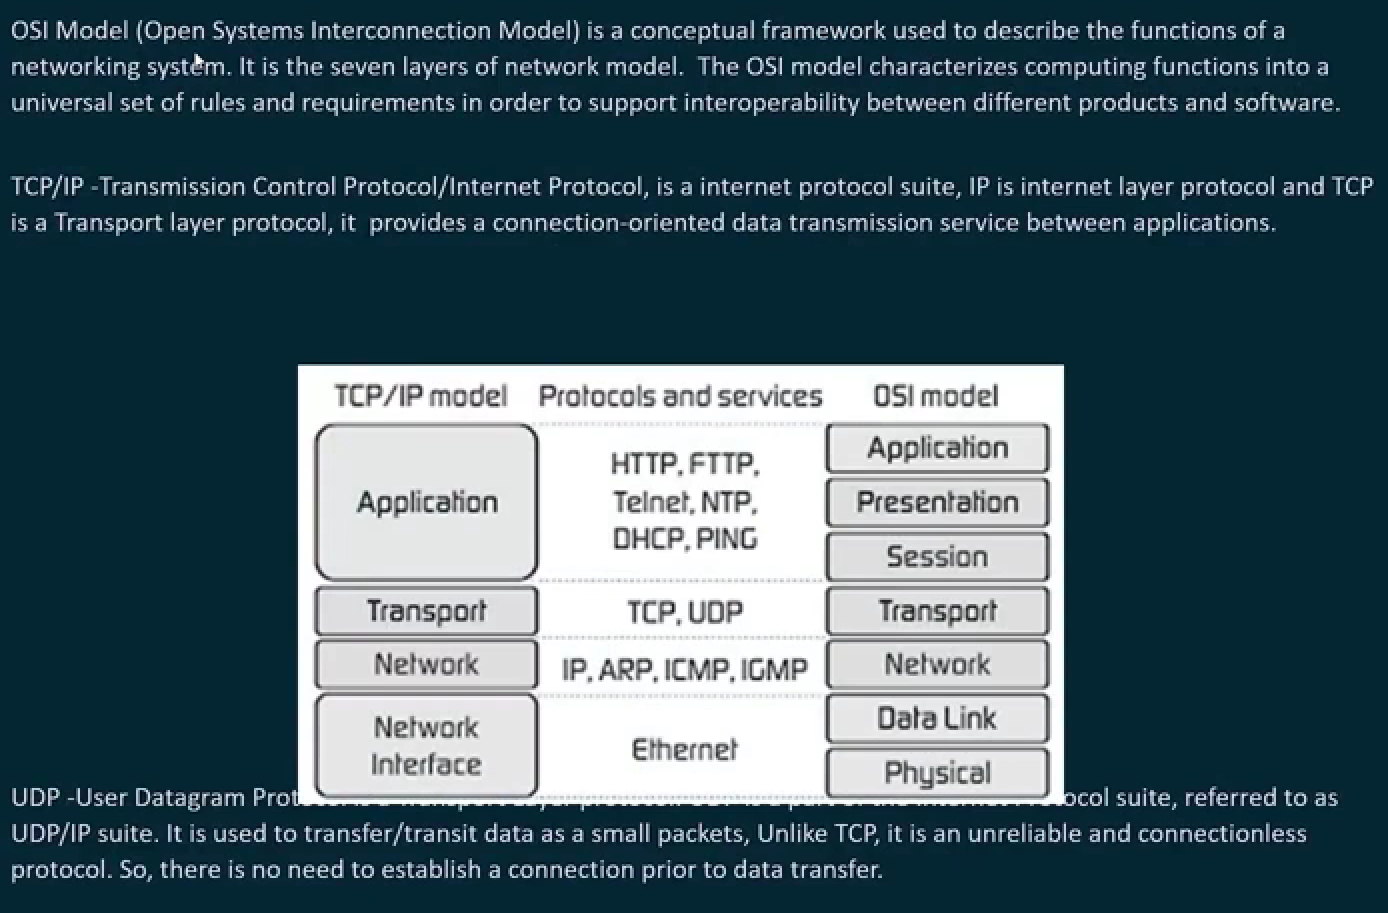 OSI Model (Open Systems Interconnection Model) is a conceptual framework used to describe the functions of a
networking system. It is the seven layers of network model.  The OSI model characterizes computing functions into a
universal set of rules and requirements in order to support interoperability between different products and software.
TCP/IP -Transmission Control Protocol/Internet Protocol, is a internet protocol suite, IP is internet layer protocol and TCP
is a Transport layer protocol, it  provides a connection-oriented data transmission service between applications.
TCP/IP model Protocols and services OSI model
Application
HTTP, FTTP,
Telnet, NTP,
DHCP, PING
Application
Presentation
Session
Transport
TCP, UDP
Transport
Network
IP, ARP, ICMP, IGMP
Network
Network
Interface
Ethernet
Data Link
Physical
UDP -User Datagram ocol suite, referred to as
UDP/IP suite. It is used to transfer/transit data as a small packets, Unlike TCP, it is an unreliable and connectionless
protocol. So, there is no need to establish a connection prior to data transfer.